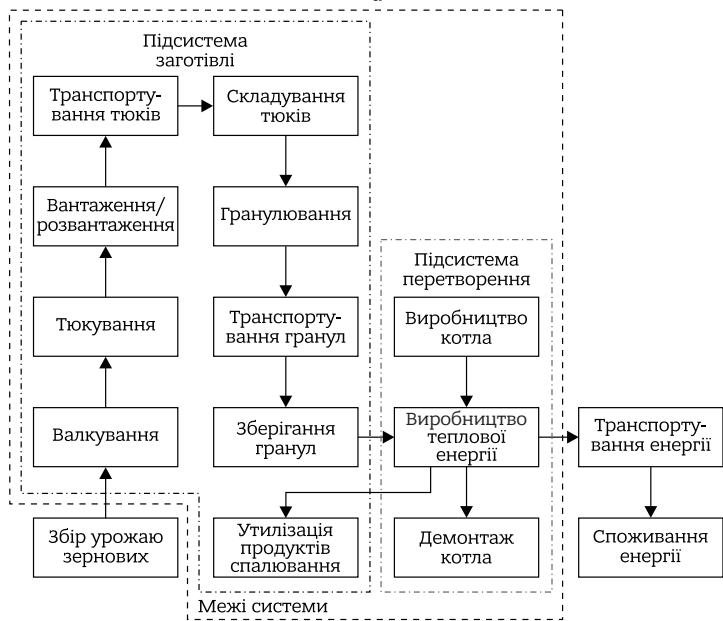 Підсистема
заготівлі
Транспорту-
вання тюків
Складування
тюків
Вантаження/
розвантаження
Гранулювання
Підсистема
перетворення
Тюкування
Транспорту-
вання гранул
Виробництво
котла
Валкування
Зберігання
гранул
Виробництво
теплової
енергії
Транспорту-
вання енергії
Збір урожаю
зернових
Утилізація
продуктів
спалювання
Демонтаж
котла
Споживання
енергії
Межі системи